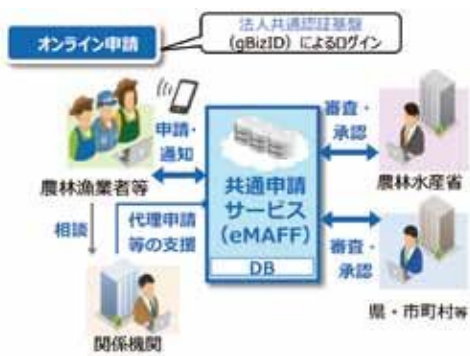 オンライン申請
法人共通認証基盤
(gBizID)によるログイン
申請・
通知
農林漁業者等
共通申請
サービス
(eMAFF)
DB
審査・
承認
農林水産省
相談
代理申請
等の支援
関係機関
審査・
承認
県・市町村等